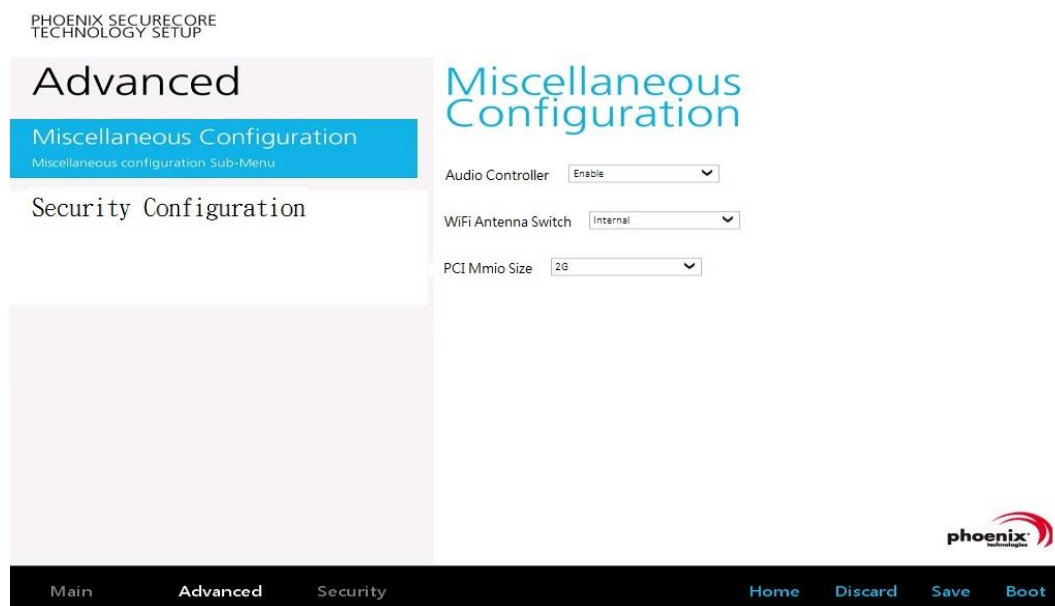 PHOENIX SECURECORE
TECHNOLOGY SETUP
Advanced
Miscellaneous Configuration
Miscellaneous configuration Sub-Menu
Security Configuration
Miscellaneous
Configuration
Audio Controller Enable
WiFi Antenna Switch Internal
PCI Mmio Size 2G
phoenix
technologies
Main Advanced Security Home Discard Save Boot